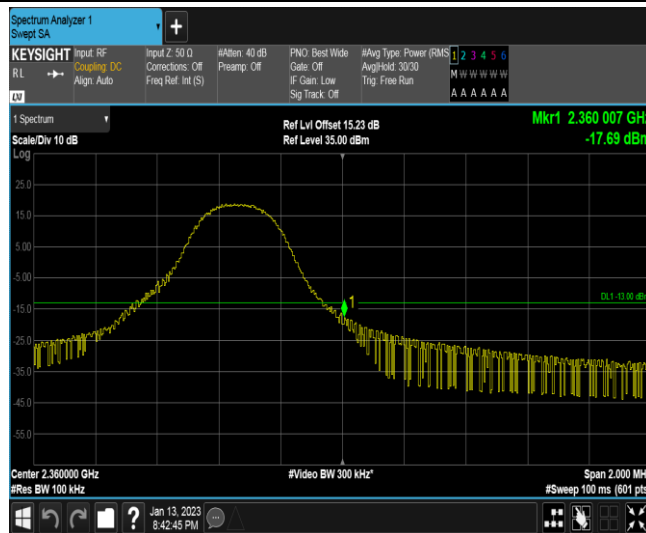 Spectrum Analyzer 1
Swept SA
KEYSIGHT
RL
LXI
Input: RF
Coupling: DC
Align: Auto
Input Z: 50 Ω
Corrections: Off
Freq Ref: Int (S)
#Atten: 40 dB
Preamp: Off
PNO: Best Wide
Gate: Off
IF Gain: Low
Sig Track: Off
#Avg Type: Power (RMS
Avg|Hold: 30/30
Trig: Free Run
1 2 3 4 5 6
M W W W W W
A A A A A A
1 Spectrum
Scale/Div 10 dB
Log
Ref Lvl Offset 15.23 dB
Ref Level 35.00 dBm
Mkr1 2.360 007 GHz
-17.69 dBm
25.0
15.0
5.00
-5.00
-15.0
-25.0
-35.0
-45.0
-55.0
1
DL1 -13.00 dBm
Center 2.360000 GHz
#Res BW 100 kHz
#Video BW 300 kHz*
Span 2.000 MH
#Sweep 100 ms (601 pts
?
Jan 13, 2023
8:42:45 PM